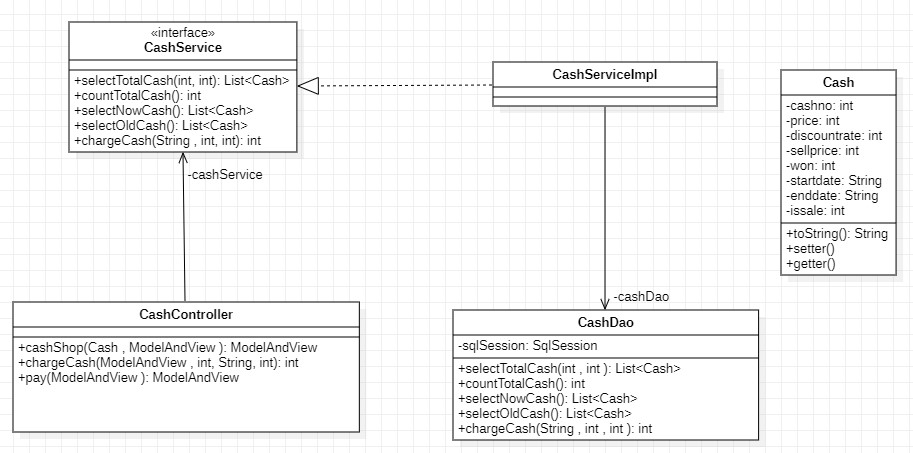 «interface»
CashService
+selectTotalCash(int, int): List<Cash>
+countTotalCash(): int
+selectNowCash(): List<Cash>
+selectOldCash(): List<Cash>
+chargeCash(String , int, int): int
CashServiceImpl
Cash
-cashno: int
-price: int
-discountrate: int
-sellprice: int
-won: int
-startdate: String
-enddate: String
-issale: int
+toString(): String
+setter()
+getter()
-cashService
-cashDao
CashController
+cashShop(Cash , ModelAndView ): ModelAndView
+chargeCash(ModelAndView , int, String, int): int
+pay(ModelAndView ): ModelAndView
CashDao
-sqlSession: SqlSession
+selectTotalCash(int , int ): List<Cash>
+countTotalCash(): int
+selectNowCash(): List<Cash>
+selectOldCash(): List<Cash>
+chargeCash(String , int , int ): int